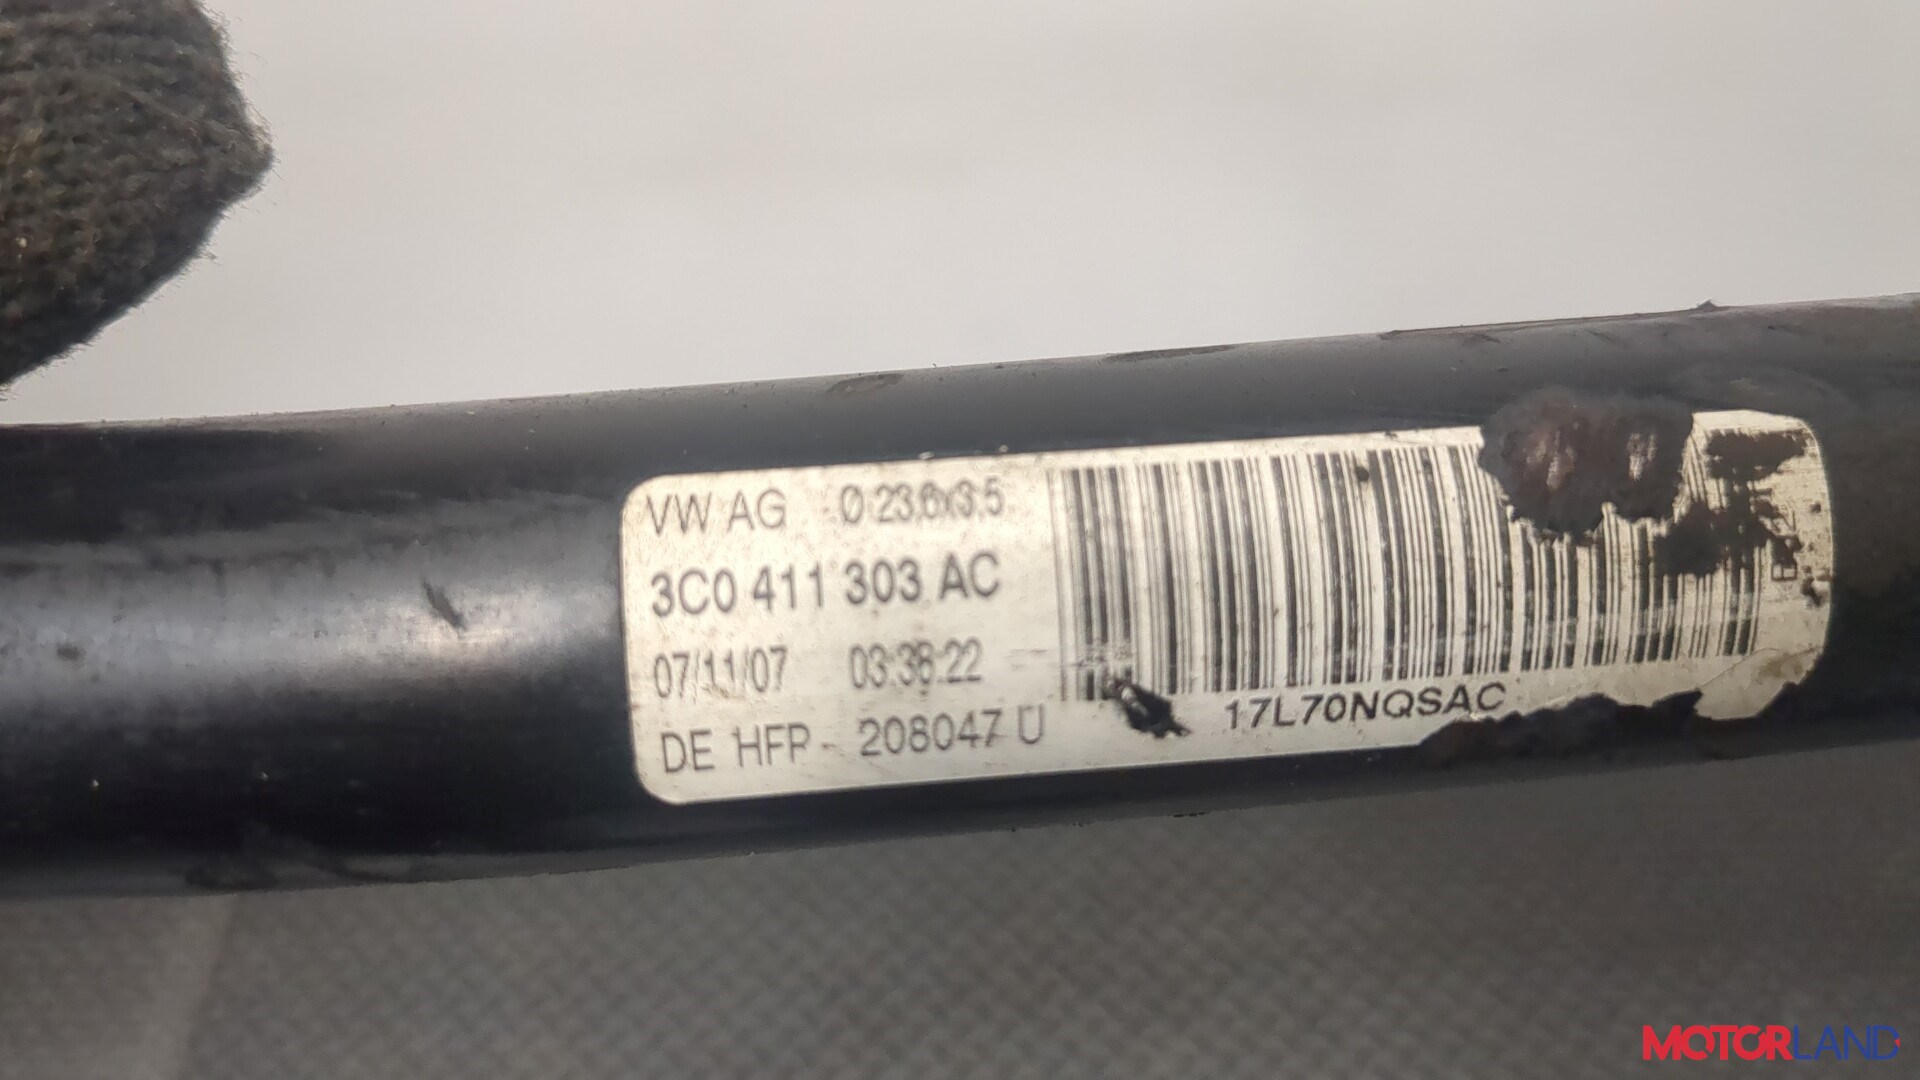 VW AG Ø 23,6x3,5
3C0 411 303 AC
07/11/07 03:38:22
DE HFP - 208047 U
17L70NQSAC
MOTORLAND